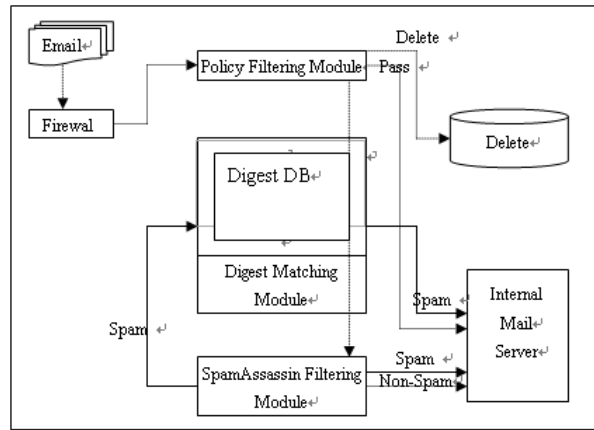 Email
Delete
Policy Filtering Module
Pass
Firewal
Delete
Digest DB
Digest Matching
Module
Spam
Internal
Mail
Server
Spam
Spam
SpamAssassin Filtering
Module
Non-Spam